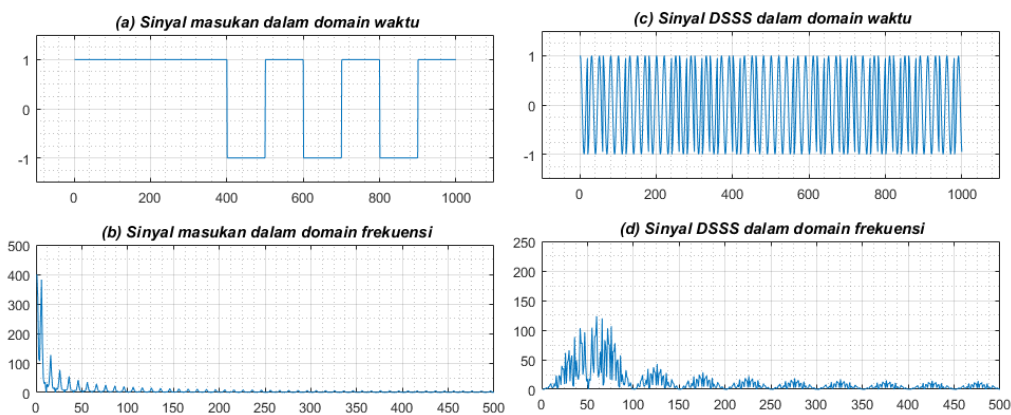 (a) Sinyal masukan dalam domain waktu
1
0
-1
0 200 400 600 800 1000
(b) Sinyal masukan dalam domain frekuensi
500
400
300
200
100
0
0 50 100 150 200 250 300 350 400 450 500
(c) Sinyal DSSS dalam domain waktu
1
0
-1
0 200 400 600 800 1000
(d) Sinyal DSSS dalam domain frekuensi
250
200
150
100
50
0
0 50 100 150 200 250 300 350 400 450 500